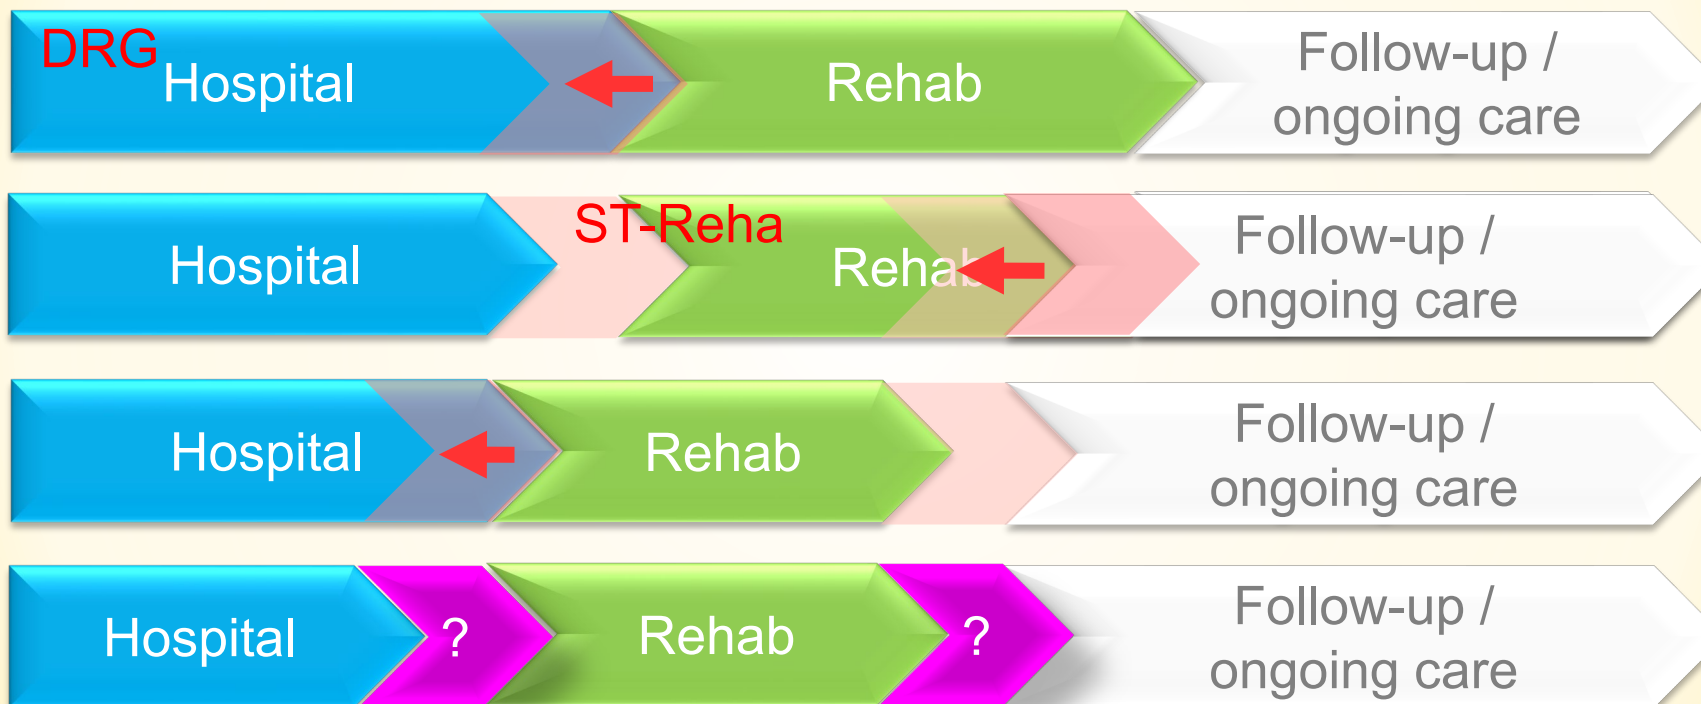 DRG
Hospital
Rehab
Follow-up /
ongoing care
ST-Reha
Hospital
Rehab
Follow-up /
ongoing care
Hospital
Rehab
Follow-up /
ongoing care
Hospital
?
Rehab
?
Follow-up /
ongoing care